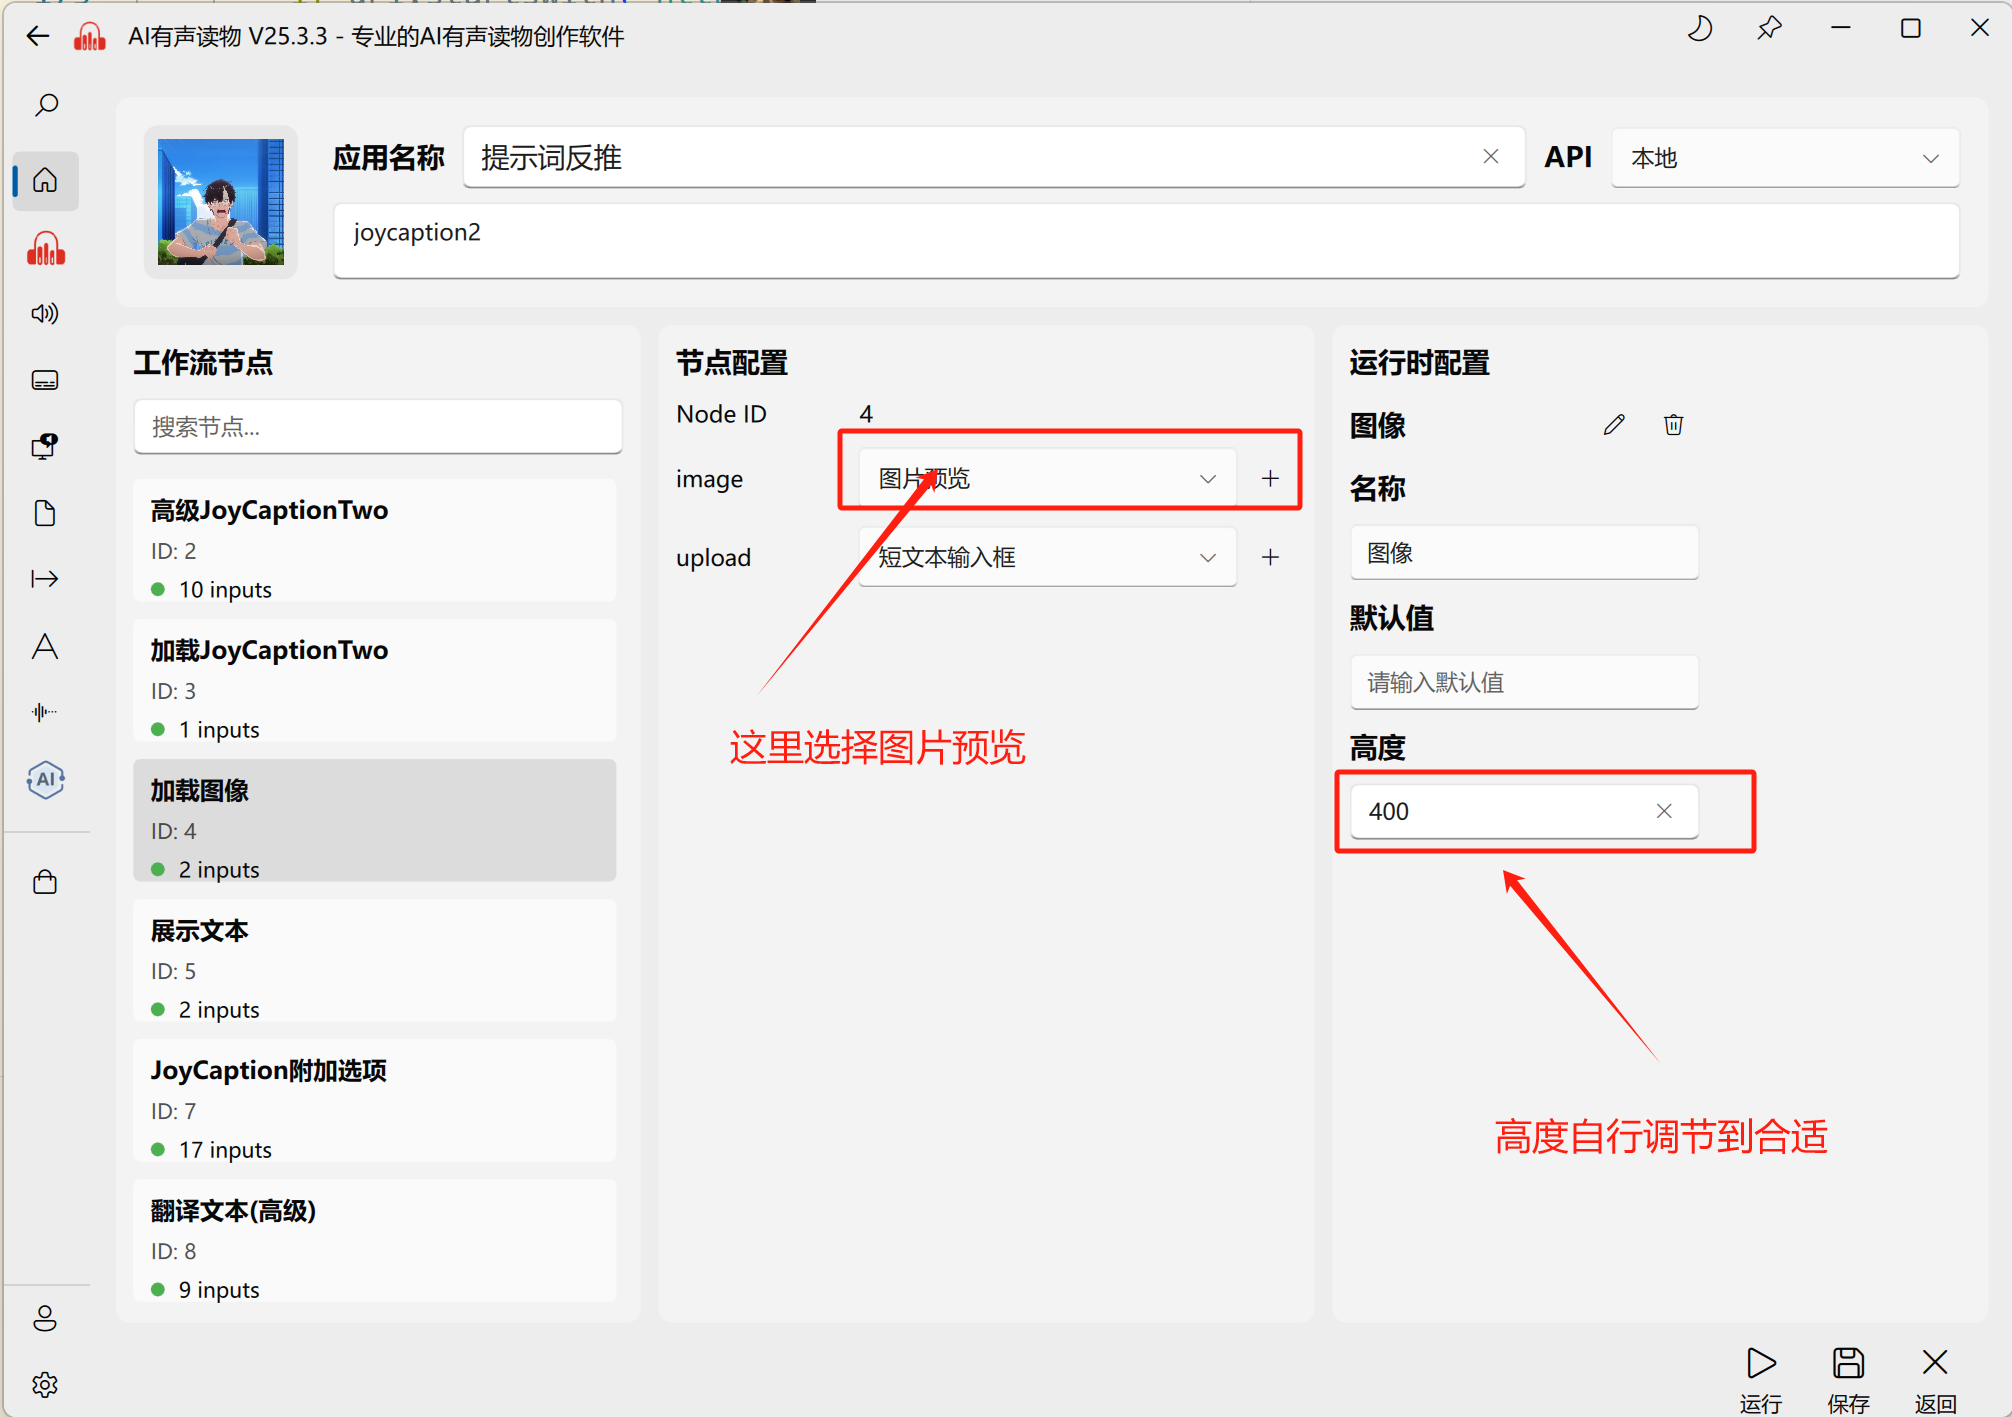 AI有声读物 V25.3.3 - 专业的AI有声读物创作软件
应用名称
提示词反推
API
本地
joycaption2
工作流节点
搜索节点...
高级JoyCaptionTwo
ID: 2
10 inputs
加载JoyCaptionTwo
ID: 3
1 inputs
加载图像
ID: 4
2 inputs
展示文本
ID: 5
2 inputs
JoyCaption附加选项
ID: 7
17 inputs
翻译文本(高级)
ID: 8
9 inputs
节点配置
Node ID
4
image
图片预览
upload
短文本输入框
这里选择图片预览
运行时配置
图像
名称
图像
默认值
请输入默认值
高度
400
高度自行调节到合适
AI
运行
保存
返回